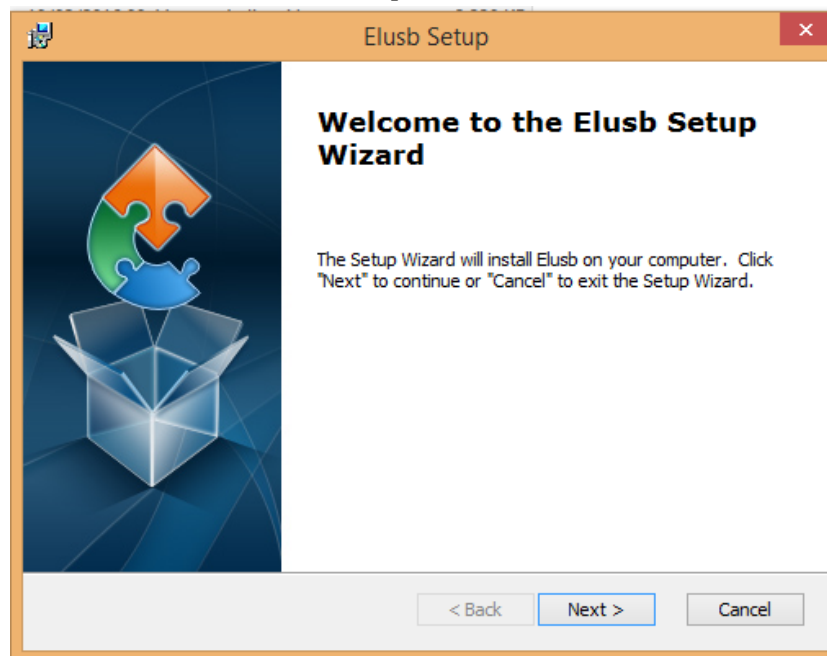 Elusb Setup
Welcome to the Elusb Setup
Wizard
The Setup Wizard will install Elusb on your computer. Click
"Next" to continue or "Cancel" to exit the Setup Wizard.
< Back Next > Cancel